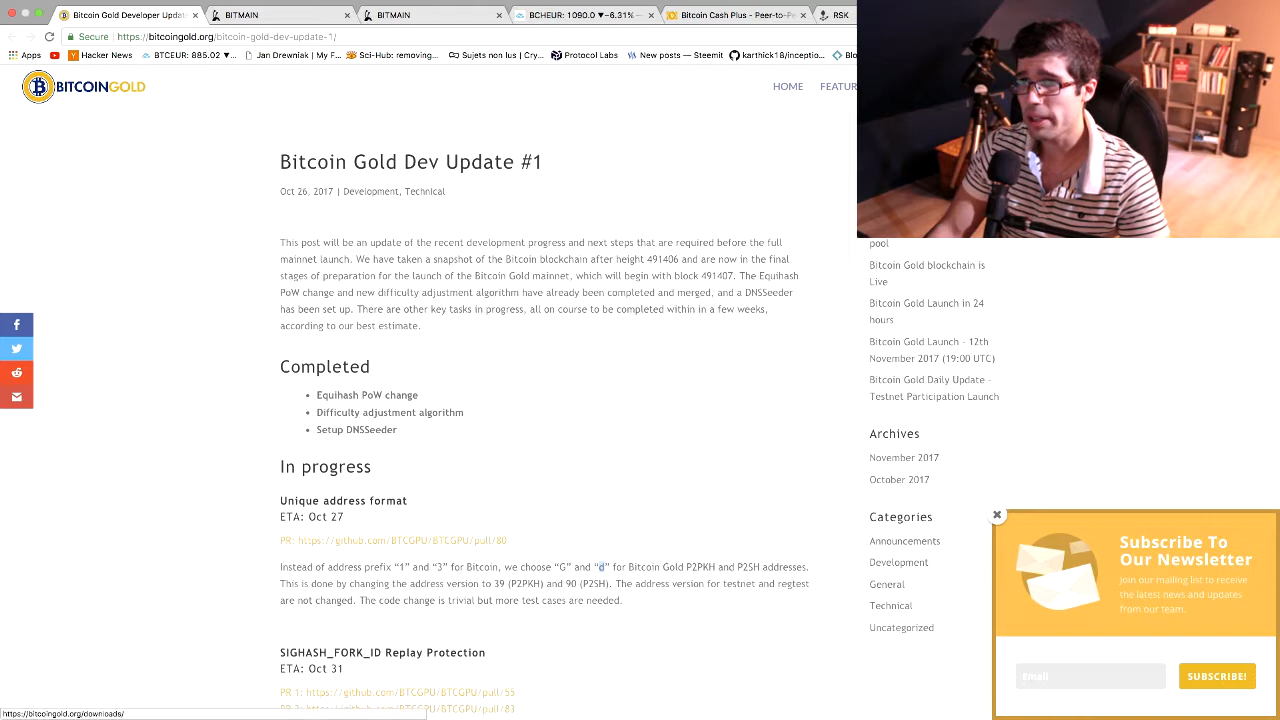 Bitcoin Gold Developer Updat
BITMAIN
BITMAIN
BCHEUR: 1090.0 ▾−6.31%
Bitcoin Cash Plus - Peer-to-Pe
RSK
Secure
https://bitcoingold.org/bitcoin-gold-dev-update-1/
Apps
Hacker News
BTCEUR: 885.02 ▾...
Jan Drewniak | My F...
Sci-Hub: removing...
Sujets non lus | Cry...
Protocol Labs
New posts — Steemit
karthick18/inceptio...
Blo
BITCOINGOLD
HOME
FEATUR
Bitcoin Gold Dev Update #1
Oct 26, 2017 | Development, Technical
This post will be an update of the recent development progress and next steps that are required before the full
mainnet launch. We have taken a snapshot of the Bitcoin blockchain after height 491406 and are now in the final
stages of preparation for the launch of the Bitcoin Gold mainnet, which will begin with block 491407. The Equihash
PoW change and new difficulty adjustment algorithm have already been completed and merged, and a DNSSeeder
has been set up. There are other key tasks in progress, all on course to be completed within in a few weeks,
according to our best estimate.
Completed
• Equihash PoW change
• Difficulty adjustment algorithm
• Setup DNSSeeder
In progress
Unique address format
ETA: Oct 27
PR: https://github.com/BTCGPU/BTCGPU/pull/80
Instead of address prefix “1” and “3” for Bitcoin, we choose “G” and “d” for Bitcoin Gold P2PKH and P2SH addresses.
This is done by changing the address version to 39 (P2PKH) and 90 (P2SH). The address version for testnet and regtest
are not changed. The code change is trivial but more test cases are needed.
SIGHASH_FORK_ID Replay Protection
ETA: Oct 31
PR 1: https://github.com/BTCGPU/BTCGPU/pull/55
PR 2: https://github.com/BTCGPU/BTCGPU/pull/83
https://bitcoingold.org/downloads/
pool
Bitcoin Gold blockchain is
Live
Bitcoin Gold Launch in 24
hours
Bitcoin Gold Launch – 12th
November 2017 (19:00 UTC)
Bitcoin Gold Daily Update –
Testnet Participation Launch
Archives
November 2017
October 2017
Categories
Announcements
Development
General
Technical
Uncategorized
Subscribe To
Our Newsletter
Join our mailing list to receive
the latest news and updates
from our team.
Email
SUBSCRIBE!